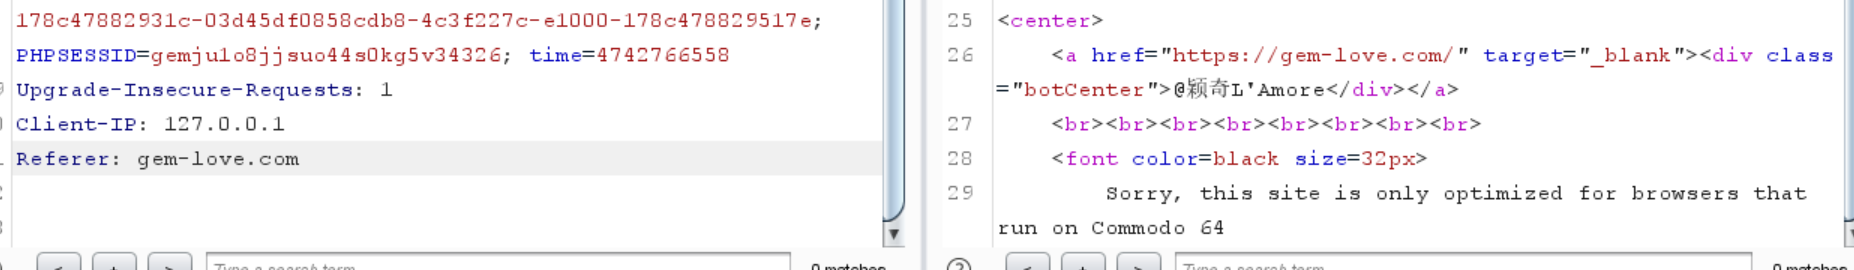 178c47882931c-03d45df0858cdb8-4c3f227c-e1000-178c478829517e;
PHPSESSID=gemju1o8jjsuo44s0kg5v34326; time=4742766558
Upgrade-Insecure-Requests: 1
Client-IP: 127.0.0.1
Referer: gem-love.com
25 <center>
26 <a href="https://gem-love.com/" target="_blank"><div class
="botCenter">@颖奇L'Amore</div></a>
27 <br><br><br><br><br><br><br><br>
28 <font color=black size=32px>
29 Sorry, this site is only optimized for browsers that
run on Commodo 64
< + > Type a search term 0 matches
? < + > Type a search term 0 matches